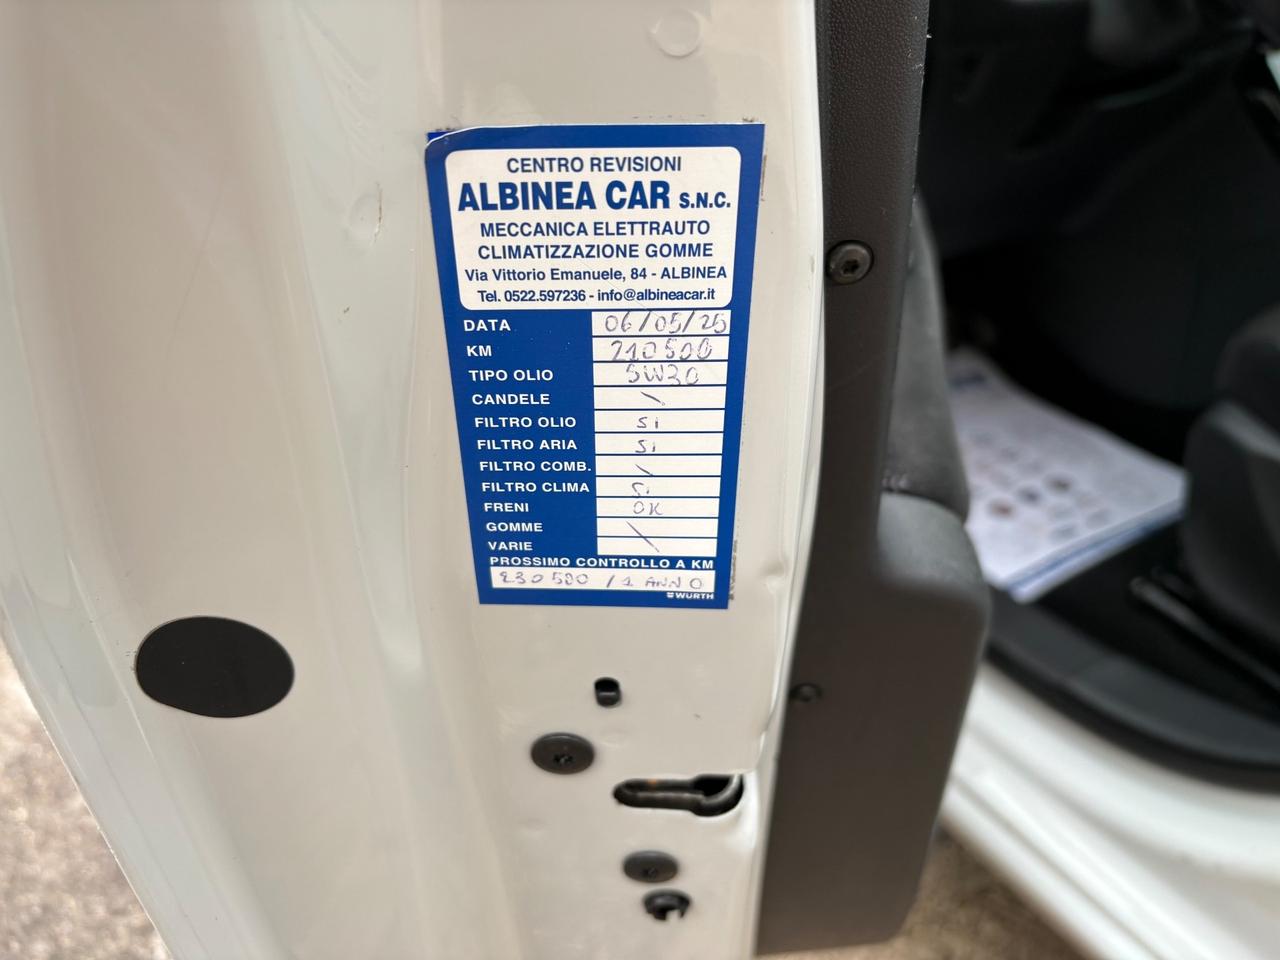 CENTRO REVISIONI
ALBINEA CAR S.N.C.
MECCANICA ELETTRAUTO
CLIMATIZZAZIONE GOMME
Via Vittorio Emanuele, 84 - ALBINEA
Tel. 0522.597236 - info@albineacar.it
DATA 06/05/25
KM 210500
TIPO OLIO 5W30
CANDELE \
FILTRO OLIO Si
FILTRO ARIA Si
FILTRO COMB. \
FILTRO CLIMA Si
FRENI OK
GOMME \
VARIE
PROSSIMO CONTROLLO A KM
230500 / 1 ANNO
WÜRTH